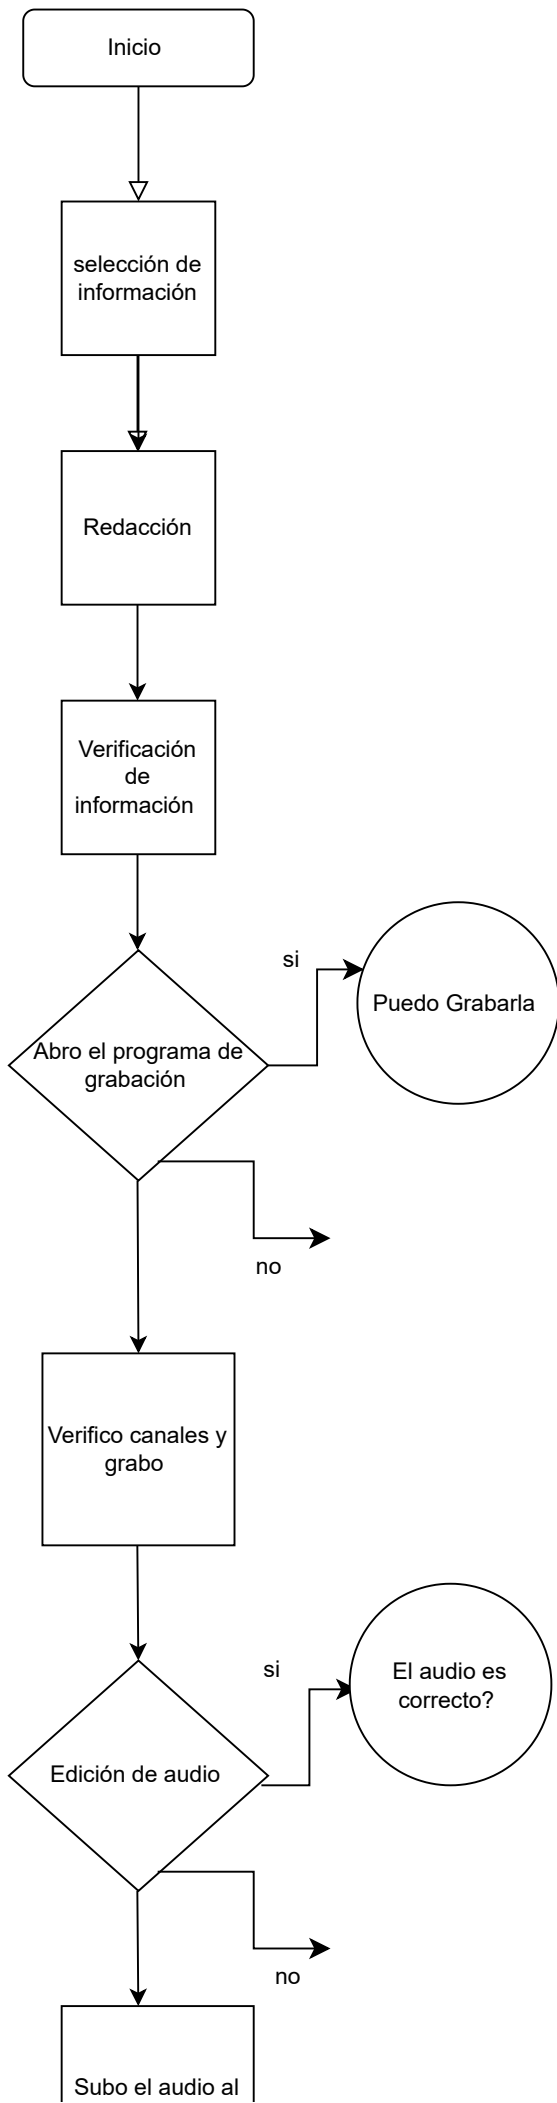 Inicio
selección de
información
Redacción
Verificación
de
información
si
Puedo Grabarla
Abro el programa de
grabación
no
Verifico canales y
grabo
si
El audio es
correcto?
Edición de audio
no
Subo el audio al